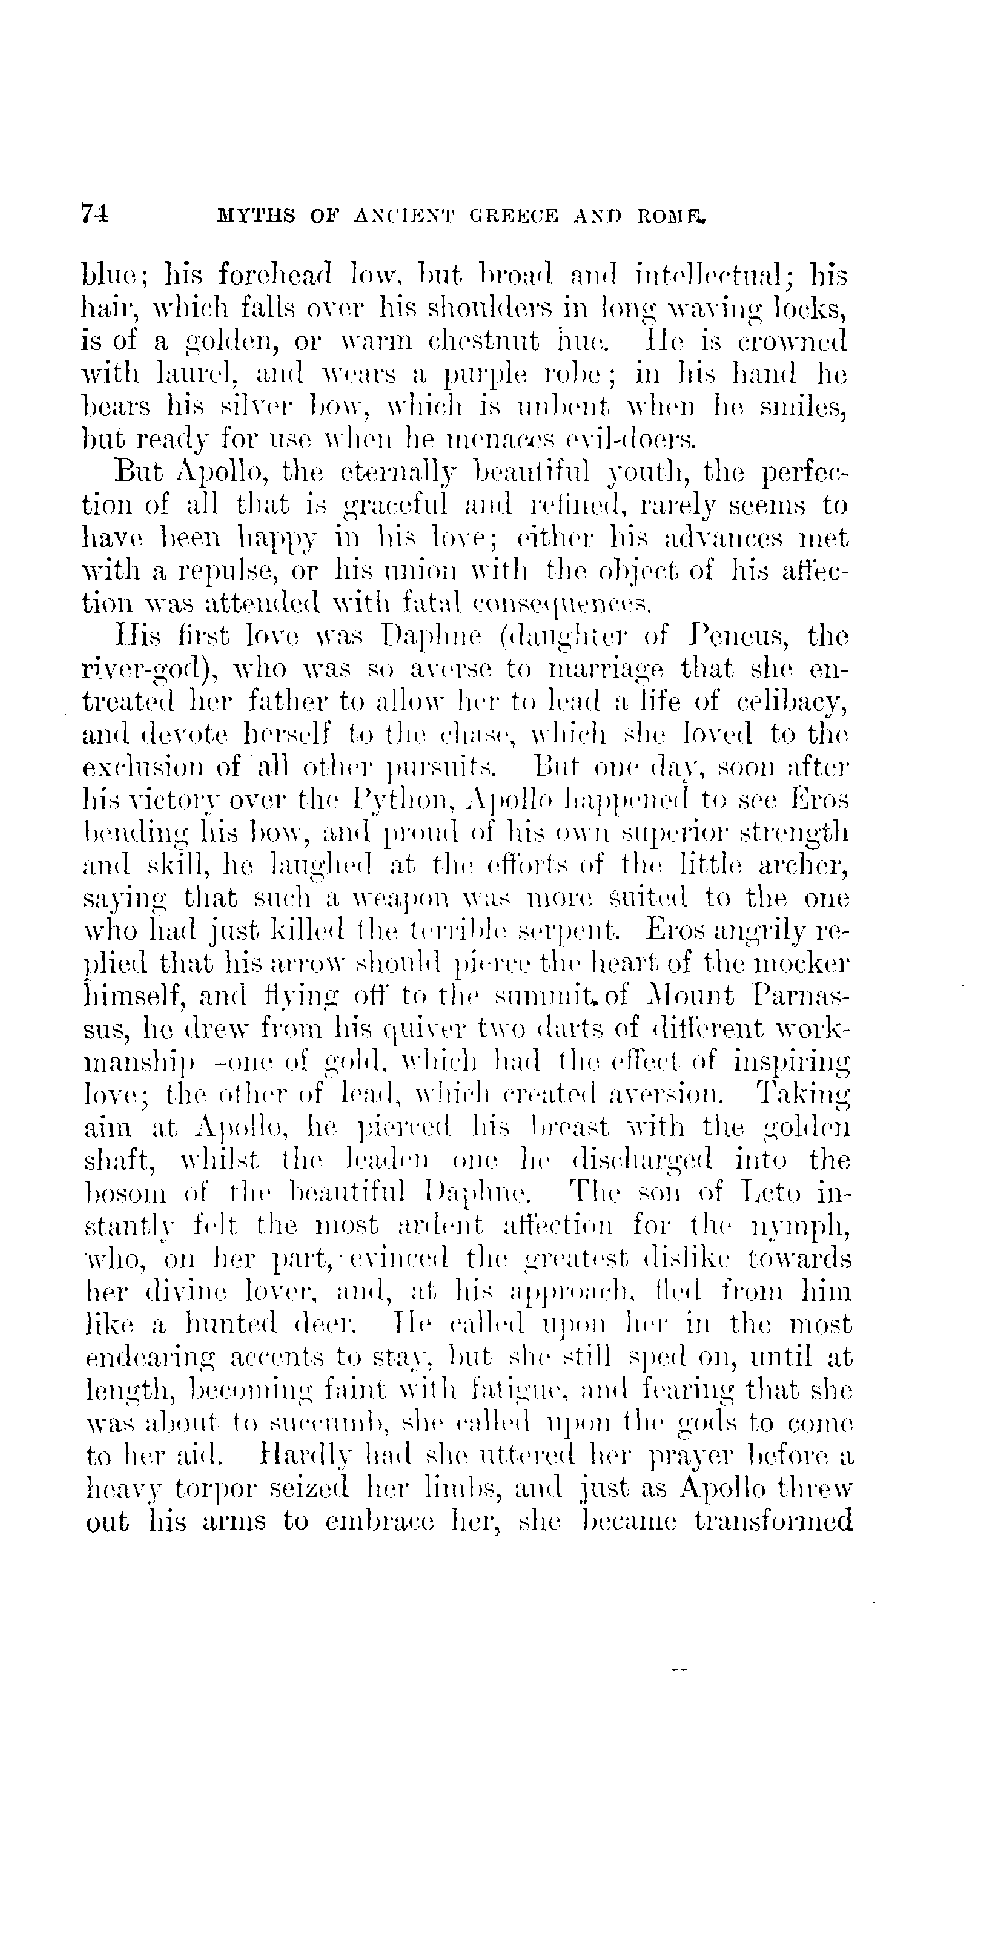 74 MYTHS OF ANCIENT GREECE AND ROME.
blue; his forehead low, but broad and intellectual; his
hair, which falls over his shoulders in long waving locks,
is of a golden, or warm chestnut hue. He is crowned
with laurel, and wears a purple robe; in his hand he
bears his silver bow, which is unbent when he smiles,
but ready for use when he menaces evil-doers.
But Apollo, the eternally beautiful youth, the perfec-
tion of all that is graceful and refined, rarely seems to
have been happy in his love; either his advances met
with a repulse, or his union with the object of his affec-
tion was attended with fatal consequences.
His first love was Daphne (daughter of Peneus, the
river-god), who was so averse to marriage that she en-
treated her father to allow her to lead a life of celibacy,
and devote herself to the chase, which she loved to the
exclusion of all other pursuits. But one day, soon after
his victory over the Python, Apollo happened to see Eros
bending his bow, and proud of his own superior strength
and skill, he laughed at the efforts of the little archer,
saying that such a weapon was more suited to the one
who had just killed the terrible serpent. Eros angrily re-
plied that his arrow should pierce the heart of the mocker
himself, and flying off to the summit of Mount Parnas-
sus, he drew from his quiver two darts of different work-
manship—one of gold, which had the effect of inspiring
love; the other of lead, which created aversion. Taking
aim at Apollo, he pierced his breast with the golden
shaft, whilst the leaden one he discharged into the
bosom of the beautiful Daphne. The son of Leto in-
stantly felt the most ardent affection for the nymph,
who, on her part, evinced the greatest dislike towards
her divine lover, and, at his approach, fled from him
like a hunted deer. He called upon her in the most
endearing accents to stay, but she still sped on, until at
length, becoming faint with fatigue, and fearing that she
was about to succumb, she called upon the gods to come
to her aid. Hardly had she uttered her prayer before a
heavy torpor seized her limbs, and just as Apollo threw
out his arms to embrace her, she became transformed